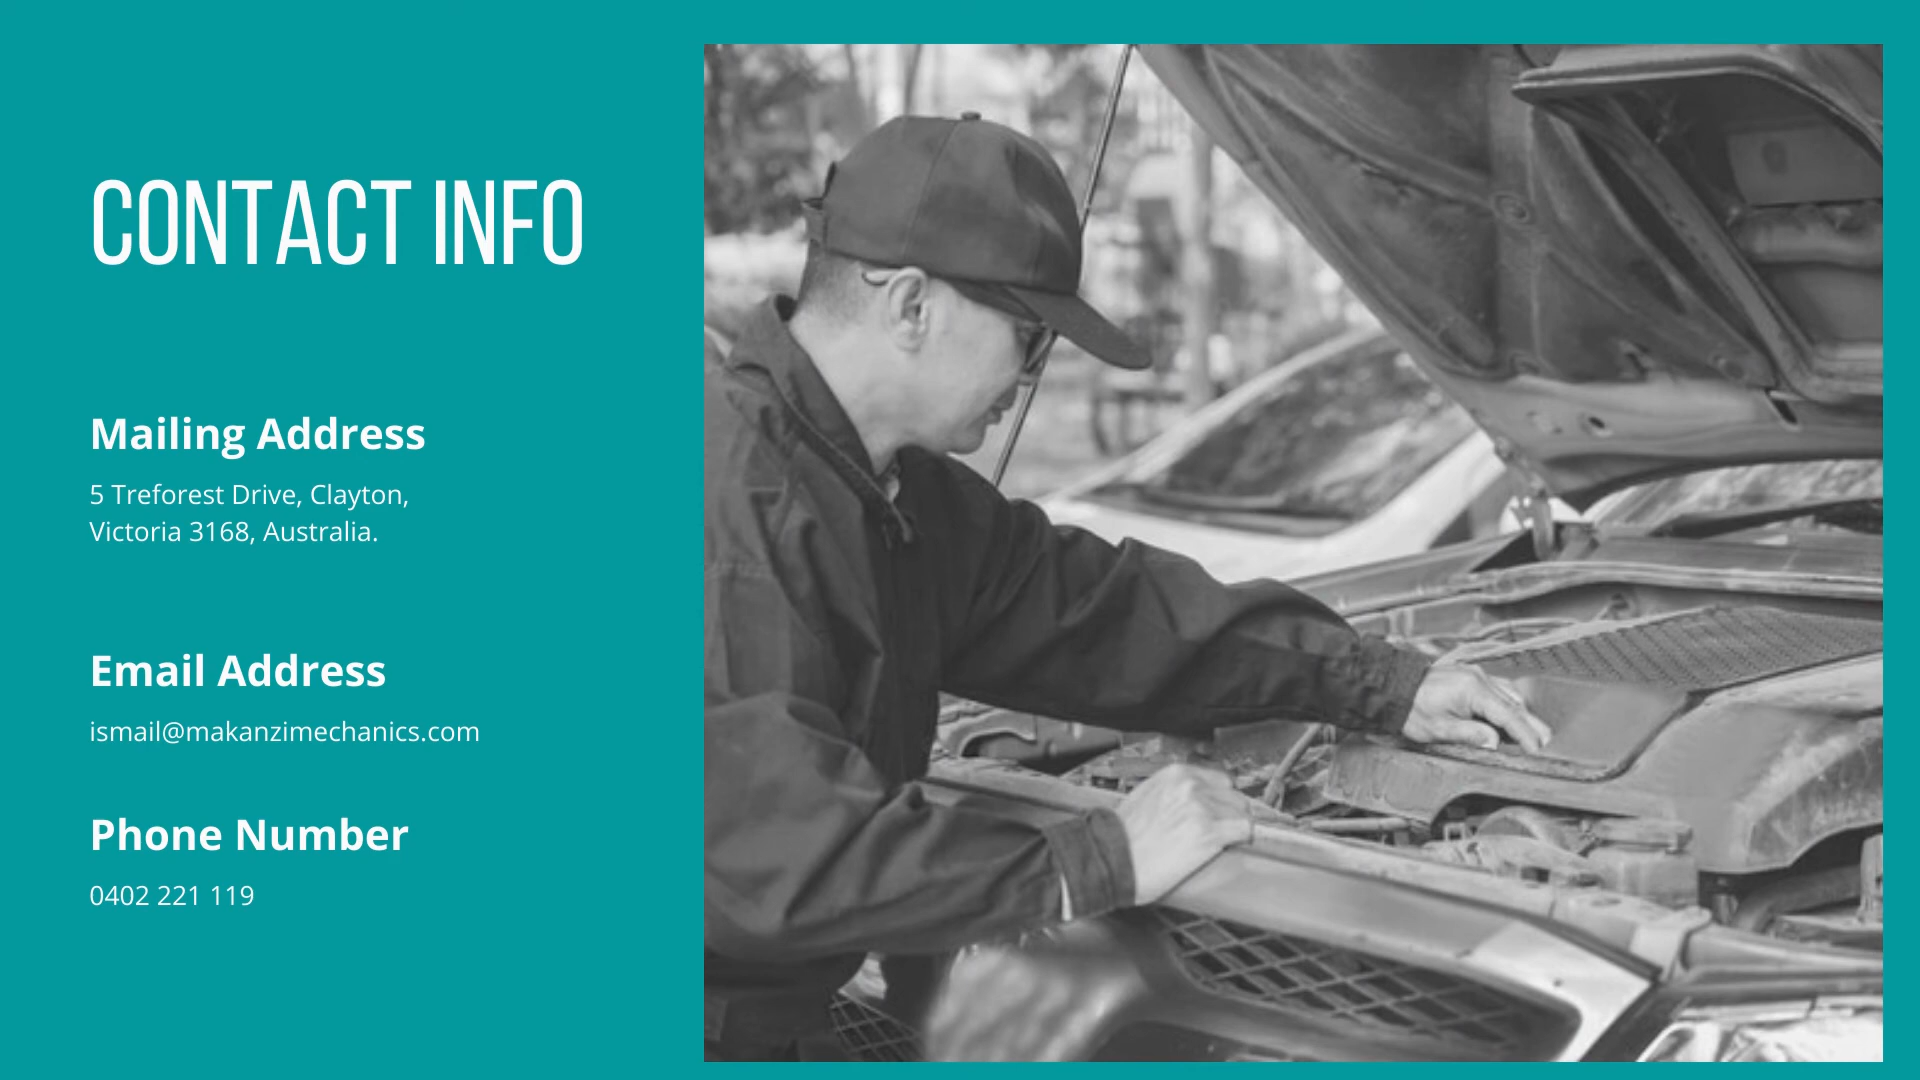 CONTACT INFO
Mailing Address
5 Treforest Drive, Clayton,
Victoria 3168, Australia.
Email Address
ismail@makanzimechanics.com
Phone Number
0402 221 119